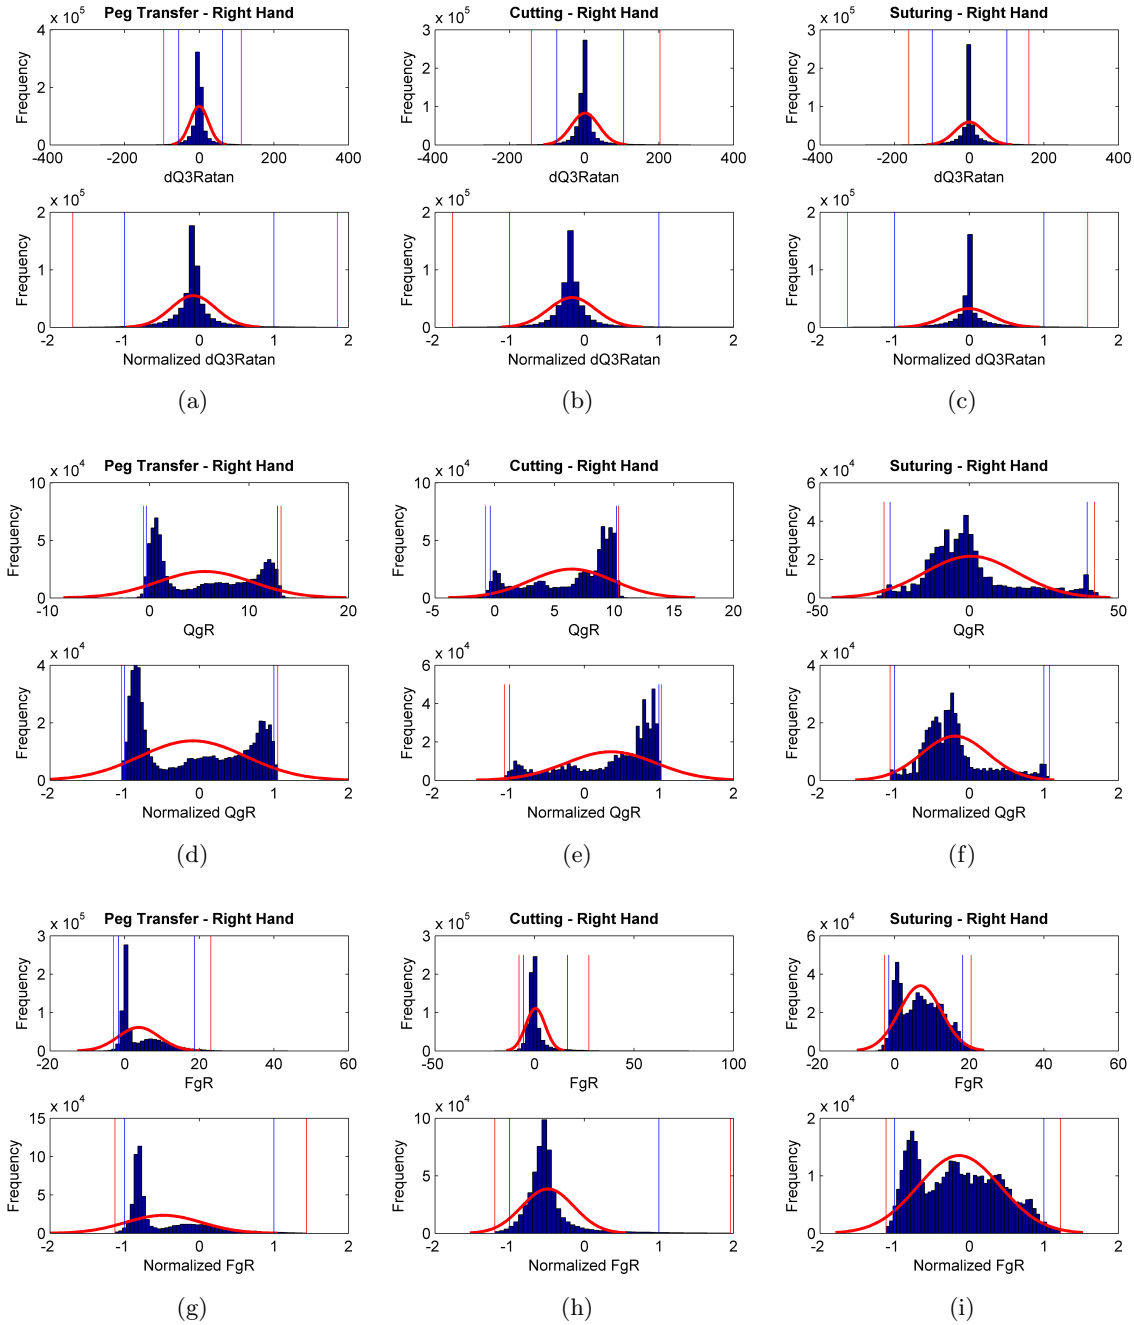 Peg Transfer - Right Hand
x 10^5
Frequency
4
2
0
-400 -200 0 200 400
dQ3Ratan
x 10^5
Frequency
2
1
0
-2 -1 0 1 2
Normalized dQ3Ratan
(a)
Cutting - Right Hand
x 10^5
Frequency
3
2
1
0
-400 -200 0 200 400
dQ3Ratan
x 10^5
Frequency
2
1
0
-2 -1 0 1 2
Normalized dQ3Ratan
(b)
Suturing - Right Hand
x 10^5
Frequency
3
2
1
0
-400 -200 0 200 400
dQ3Ratan
x 10^5
Frequency
2
1
0
-2 -1 0 1 2
Normalized dQ3Ratan
(c)
Peg Transfer - Right Hand
x 10^4
Frequency
10
5
0
-10 0 10 20
QgR
x 10^4
Frequency
4
2
0
-2 -1 0 1 2
Normalized QgR
(d)
Cutting - Right Hand
x 10^4
Frequency
10
5
0
-5 0 5 10 15 20
QgR
x 10^4
Frequency
6
4
2
0
-2 -1 0 1 2
Normalized QgR
(e)
Suturing - Right Hand
x 10^4
Frequency
6
4
2
0
-50 0 50
QgR
x 10^4
Frequency
4
2
0
-2 -1 0 1 2
Normalized QgR
(f)
Peg Transfer - Right Hand
x 10^5
Frequency
3
2
1
0
-20 0 20 40 60
FgR
x 10^4
Frequency
15
10
5
0
-2 -1 0 1 2
Normalized FgR
(g)
Cutting - Right Hand
x 10^5
Frequency
3
2
1
0
-50 0 50 100
FgR
x 10^4
Frequency
10
5
0
-2 -1 0 1 2
Normalized FgR
(h)
Suturing - Right Hand
x 10^4
Frequency
6
4
2
0
-20 0 20 40 60
FgR
x 10^4
Frequency
2
1
0
-2 -1 0 1 2
Normalized FgR
(i)